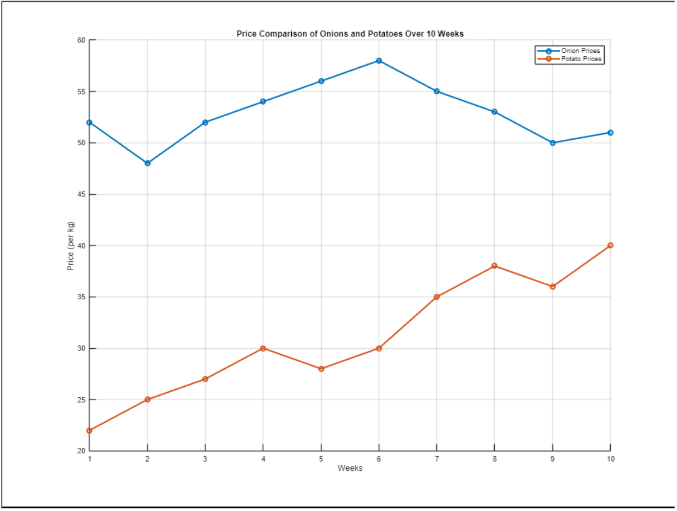 Price Comparison of Onions and Potatoes Over 10 Weeks
Onion Prices
Potato Prices
60
55
50
45
40
35
30
25
20
Price (per kg)
1 2 3 4 5 6 7 8 9 10
Weeks